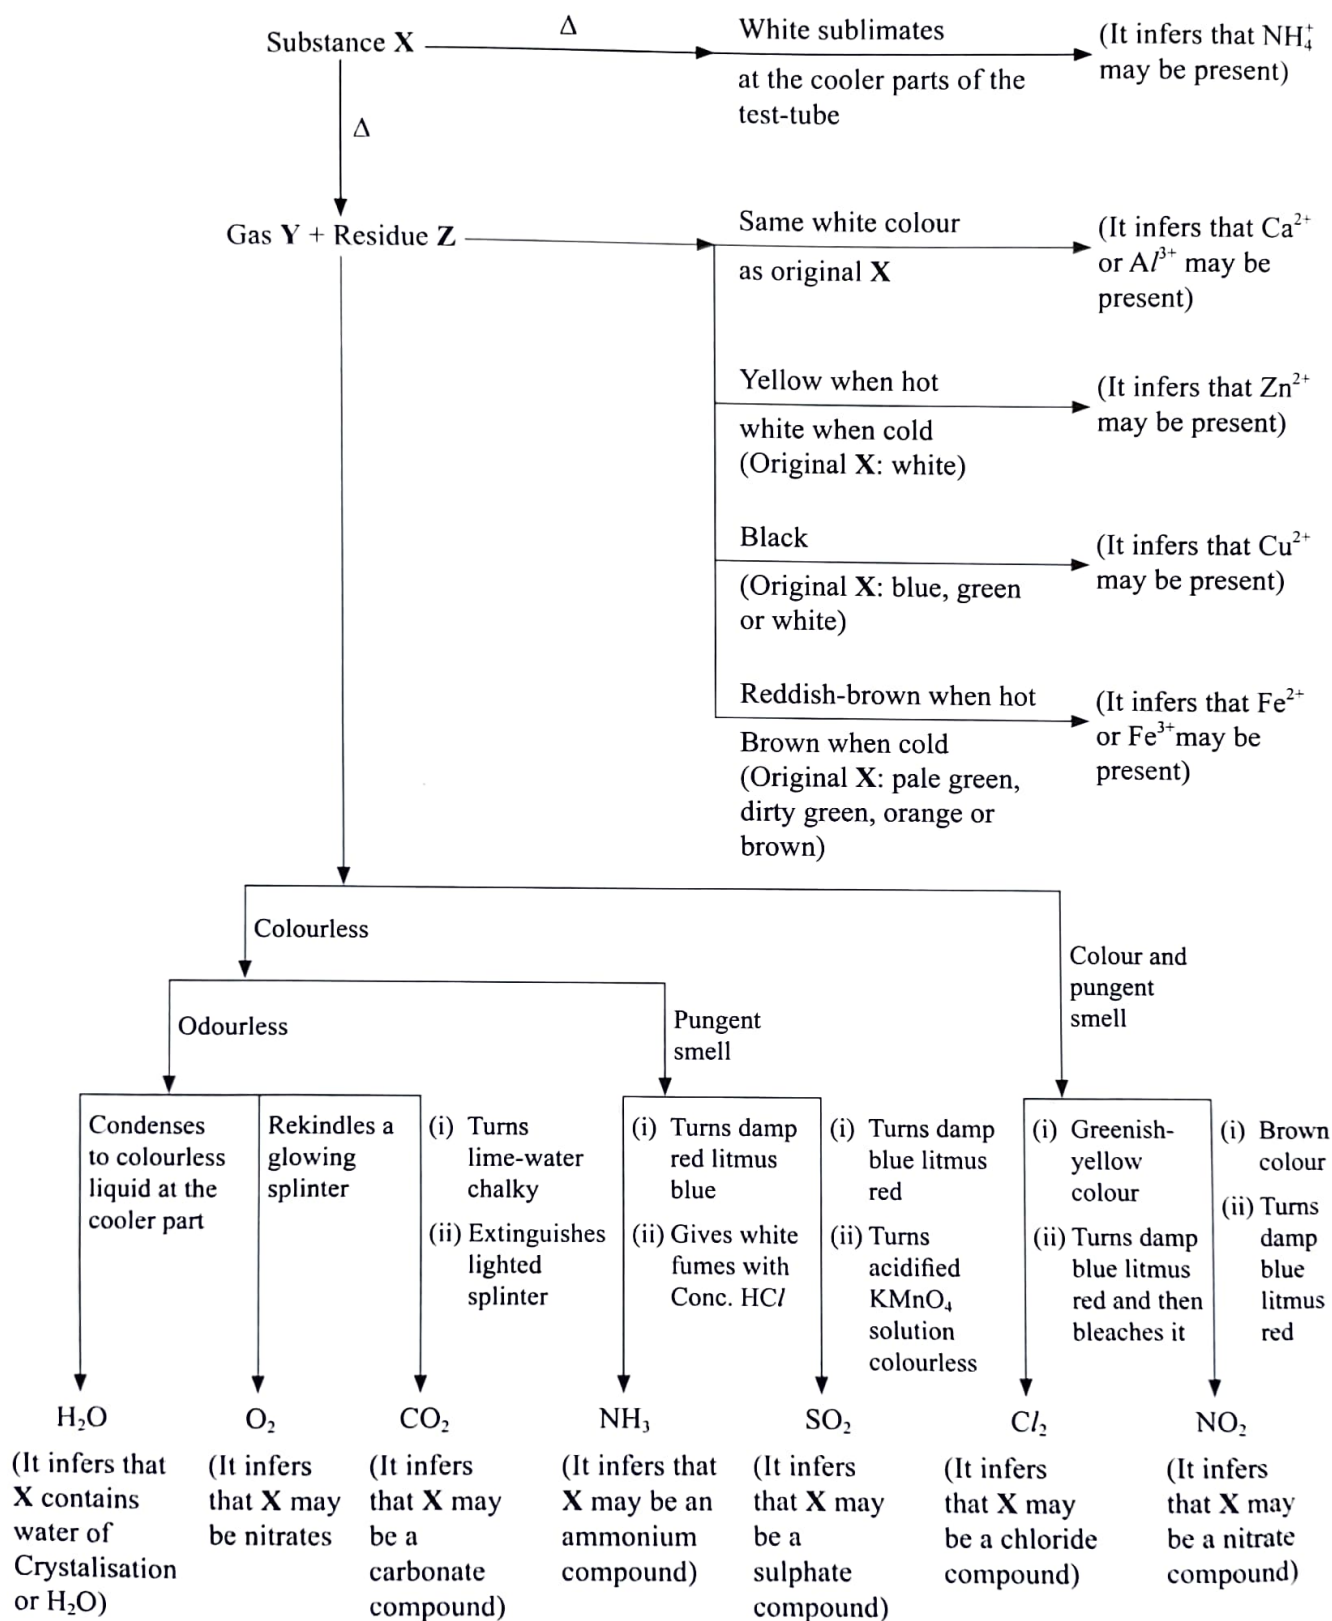 Substance X
Δ
White sublimates
at the cooler parts of the
test-tube
(It infers that NH₄⁺
may be present)
Δ
Gas Y + Residue Z
Same white colour
as original X
(It infers that Ca²⁺
or Al³⁺ may be
present)
Yellow when hot
white when cold
(Original X: white)
(It infers that Zn²⁺
may be present)
Black
(Original X: blue, green
or white)
(It infers that Cu²⁺
may be present)
Reddish-brown when hot
Brown when cold
(Original X: pale green,
dirty green, orange or
brown)
(It infers that Fe²⁺
or Fe³⁺may be
present)
Colourless
Colour and
pungent
smell
Odourless
Pungent
smell
Condenses
to colourless
liquid at the
cooler part
Rekindles a
glowing
splinter
(i) Turns
lime-water
chalky
(ii) Extinguishes
lighted
splinter
(i) Turns damp
red litmus
blue
(ii) Gives white
fumes with
Conc. HCl
(i) Turns damp
blue litmus
red
(ii) Turns
acidified
KMnO₄
solution
colourless
(i) Greenish-
yellow
colour
(ii) Turns damp
blue litmus
red and then
bleaches it
(i) Brown
colour
(ii) Turns
damp
blue
litmus
red
H₂O
(It infers that
X contains
water of
Crystalisation
or H₂O)
O₂
(It infers
that X may
be nitrates
CO₂
(It infers
that X may
be a
carbonate
compound)
NH₃
(It infers that
X may be an
ammonium
compound)
SO₂
(It infers
that X may
be a
sulphate
compound)
Cl₂
(It infers
that X may
be a chloride
compound)
NO₂
(It infers
that X may
be a nitrate
compound)